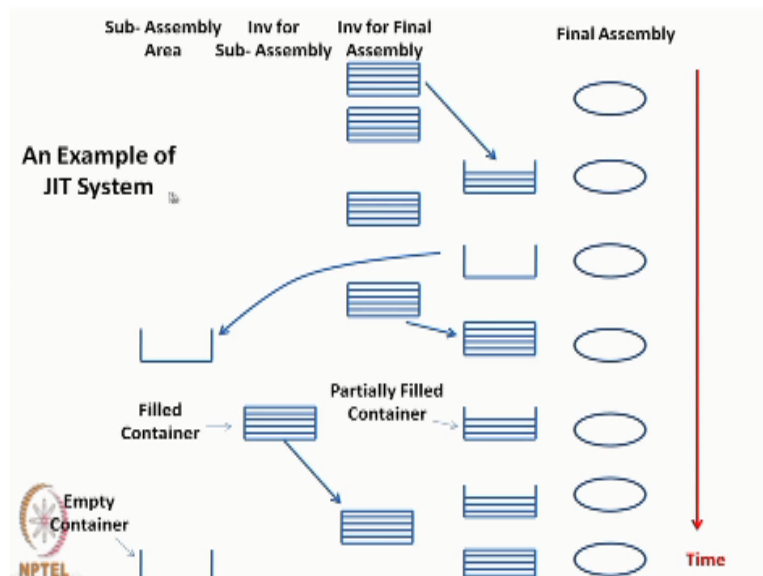 Sub- Assembly
Area
Inv for
Sub- Assembly
Inv for Final
Assembly
Final Assembly
An Example of
JIT System
Filled
Container
Partially Filled
Container
Empty
Container
NPTEL
Time